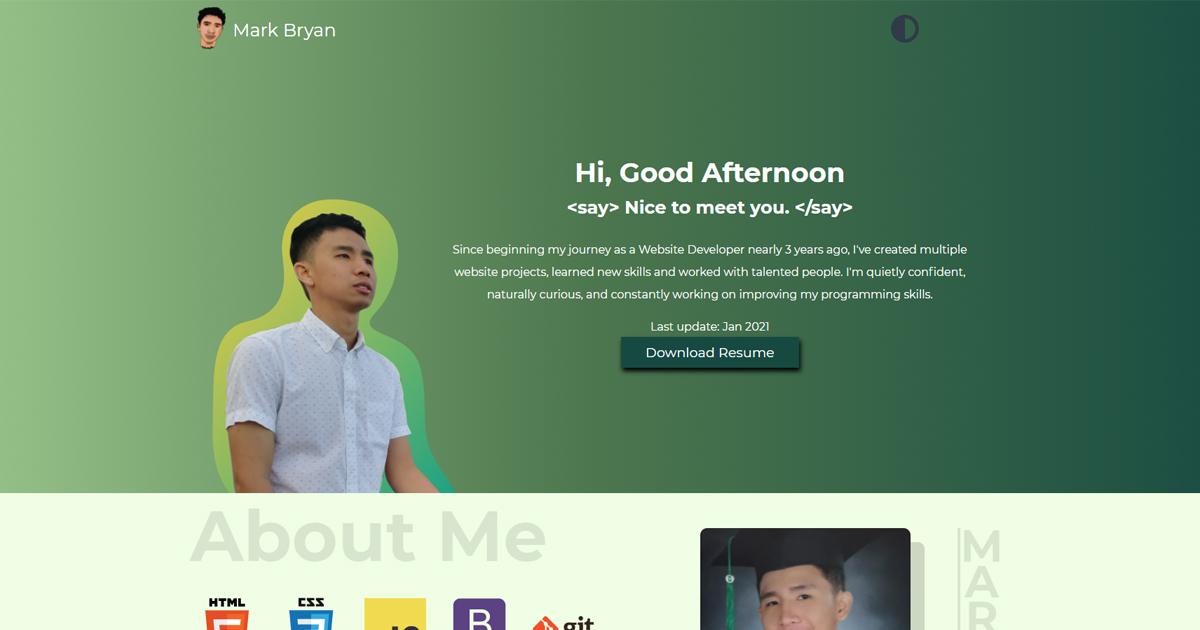 Mark Bryan
Hi, Good Afternoon
<say> Nice to meet you. </say>
Since beginning my journey as a Website Developer nearly 3 years ago, I've created multiple
website projects, learned new skills and worked with talented people. I'm quietly confident,
naturally curious, and constantly working on improving my programming skills.
Last update: Jan 2021
Download Resume
About Me
HTML
CSS
B
git
M
A
R